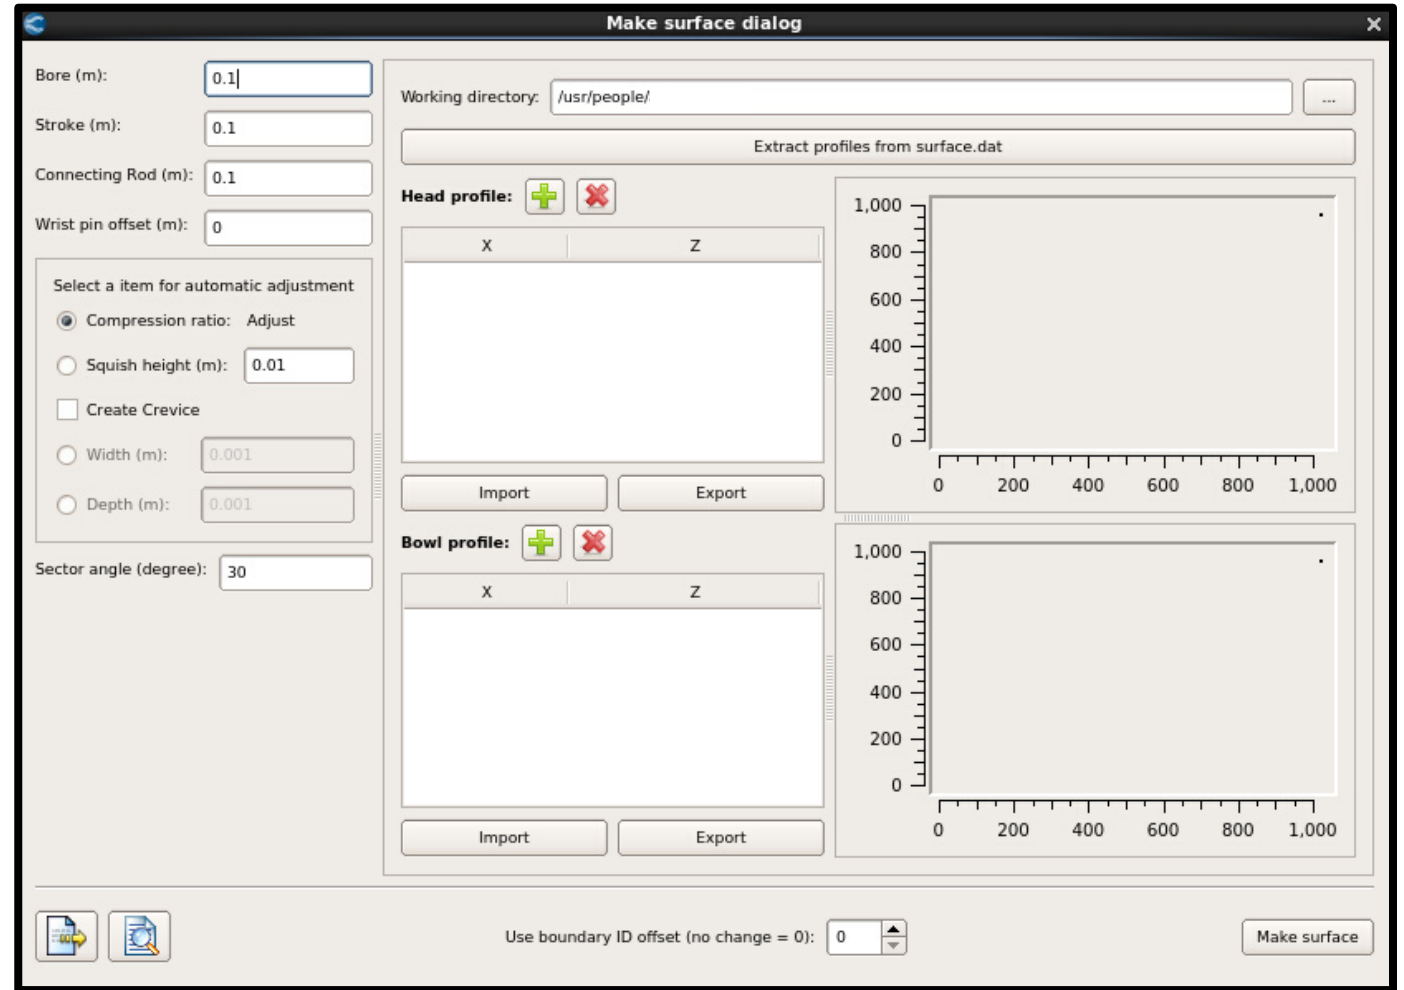 Make surface dialog
Bore (m): 0.1
Stroke (m): 0.1
Connecting Rod (m): 0.1
Wrist pin offset (m): 0
Select a item for automatic adjustment
Compression ratio: Adjust
Squish height (m): 0.01
Create Crevice
Width (m): 0.001
Depth (m): 0.001
Sector angle (degree): 30
Working directory: /usr/people/ ...
Extract profiles from surface.dat
Head profile:
X Z
Import Export
1,000
800
600
400
200
0
0 200 400 600 800 1,000
Bowl profile:
X Z
Import Export
1,000
800
600
400
200
0
0 200 400 600 800 1,000
Use boundary ID offset (no change = 0): 0
Make surface